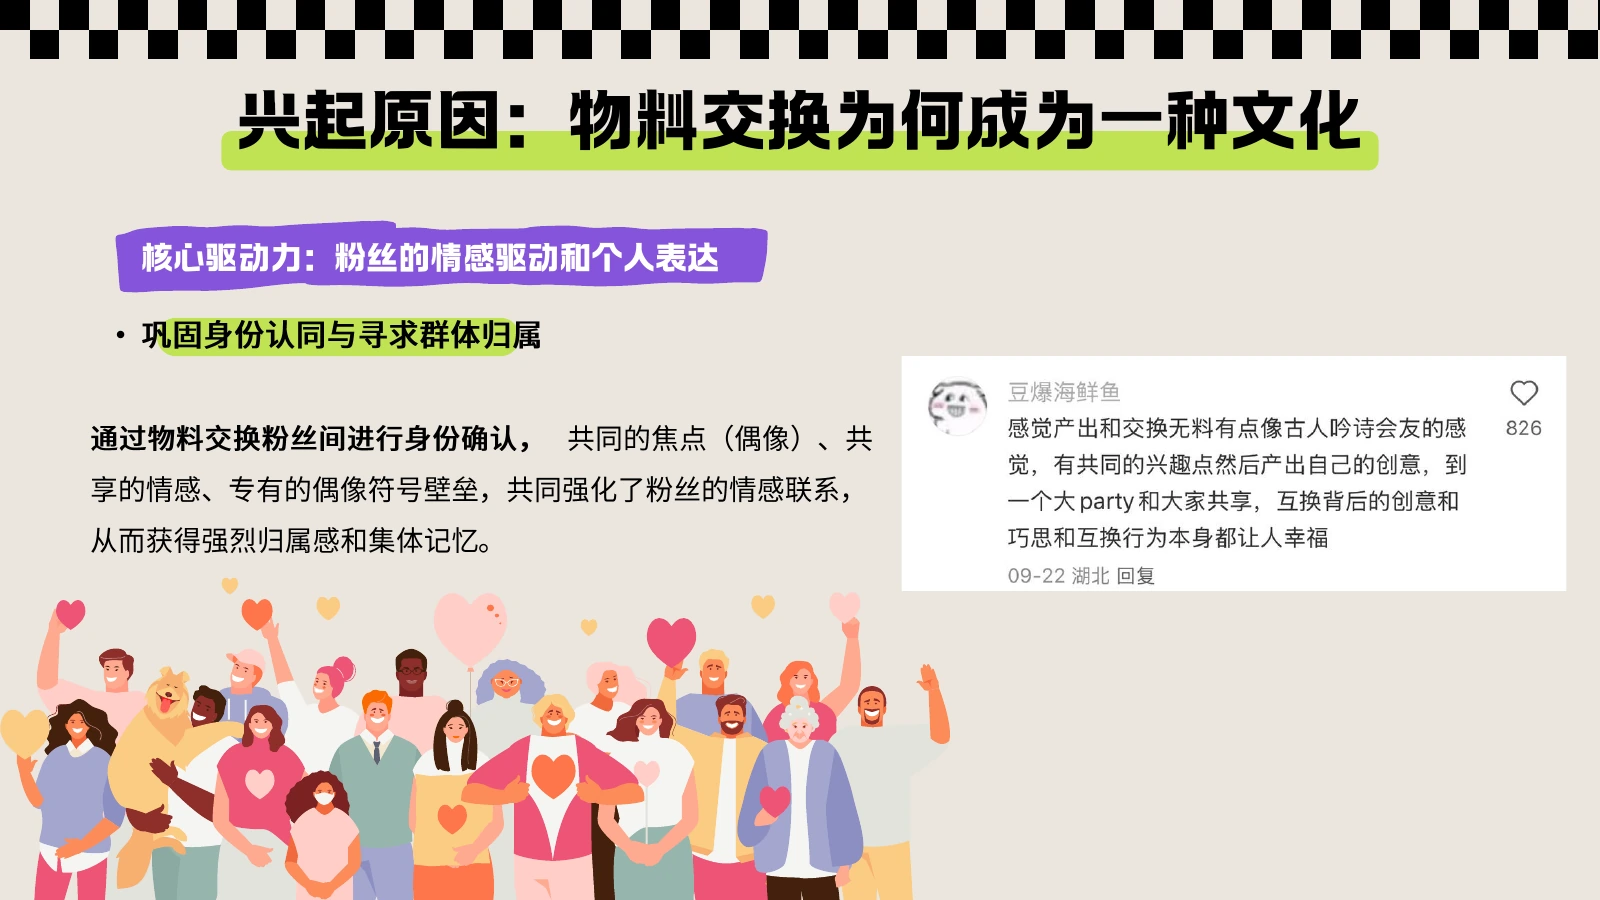 兴起原因：物料交换为何成为一种文化
核心驱动力：粉丝的情感驱动和个人表达
• 巩固身份认同与寻求群体归属
通过物料交换粉丝间进行身份确认， 共同的焦点（偶像）、共
享的情感、专有的偶像符号壁垒，共同强化了粉丝的情感联系，
从而获得强烈归属感和集体记忆。
豆爆海鲜鱼
感觉产出和交换无料有点像古人吟诗会友的感
觉，有共同的兴趣点然后产出自己的创意，到
一个大party和大家共享，互换背后的创意和
巧思和互换行为本身都让人幸福
09-22 湖北 回复
826